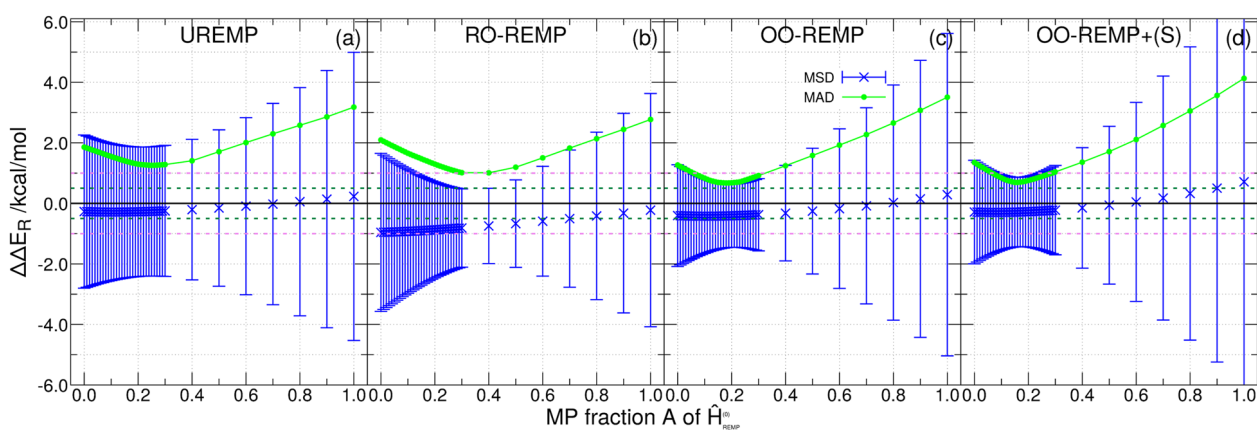 UREMP (a)
RO-REMP (b)
OO-REMP (c)
OO-REMP+(S) (d)
MSD
MAD
6.0
4.0
2.0
0.0
-2.0
-4.0
-6.0
ΔΔE_R /kcal/mol
0.0 0.2 0.4 0.6 0.8 1.0
0.0 0.2 0.4 0.6 0.8 1.0
0.0 0.2 0.4 0.6 0.8 1.0
0.0 0.2 0.4 0.6 0.8 1.0
MP fraction A of Ĥ^(0)_REMP